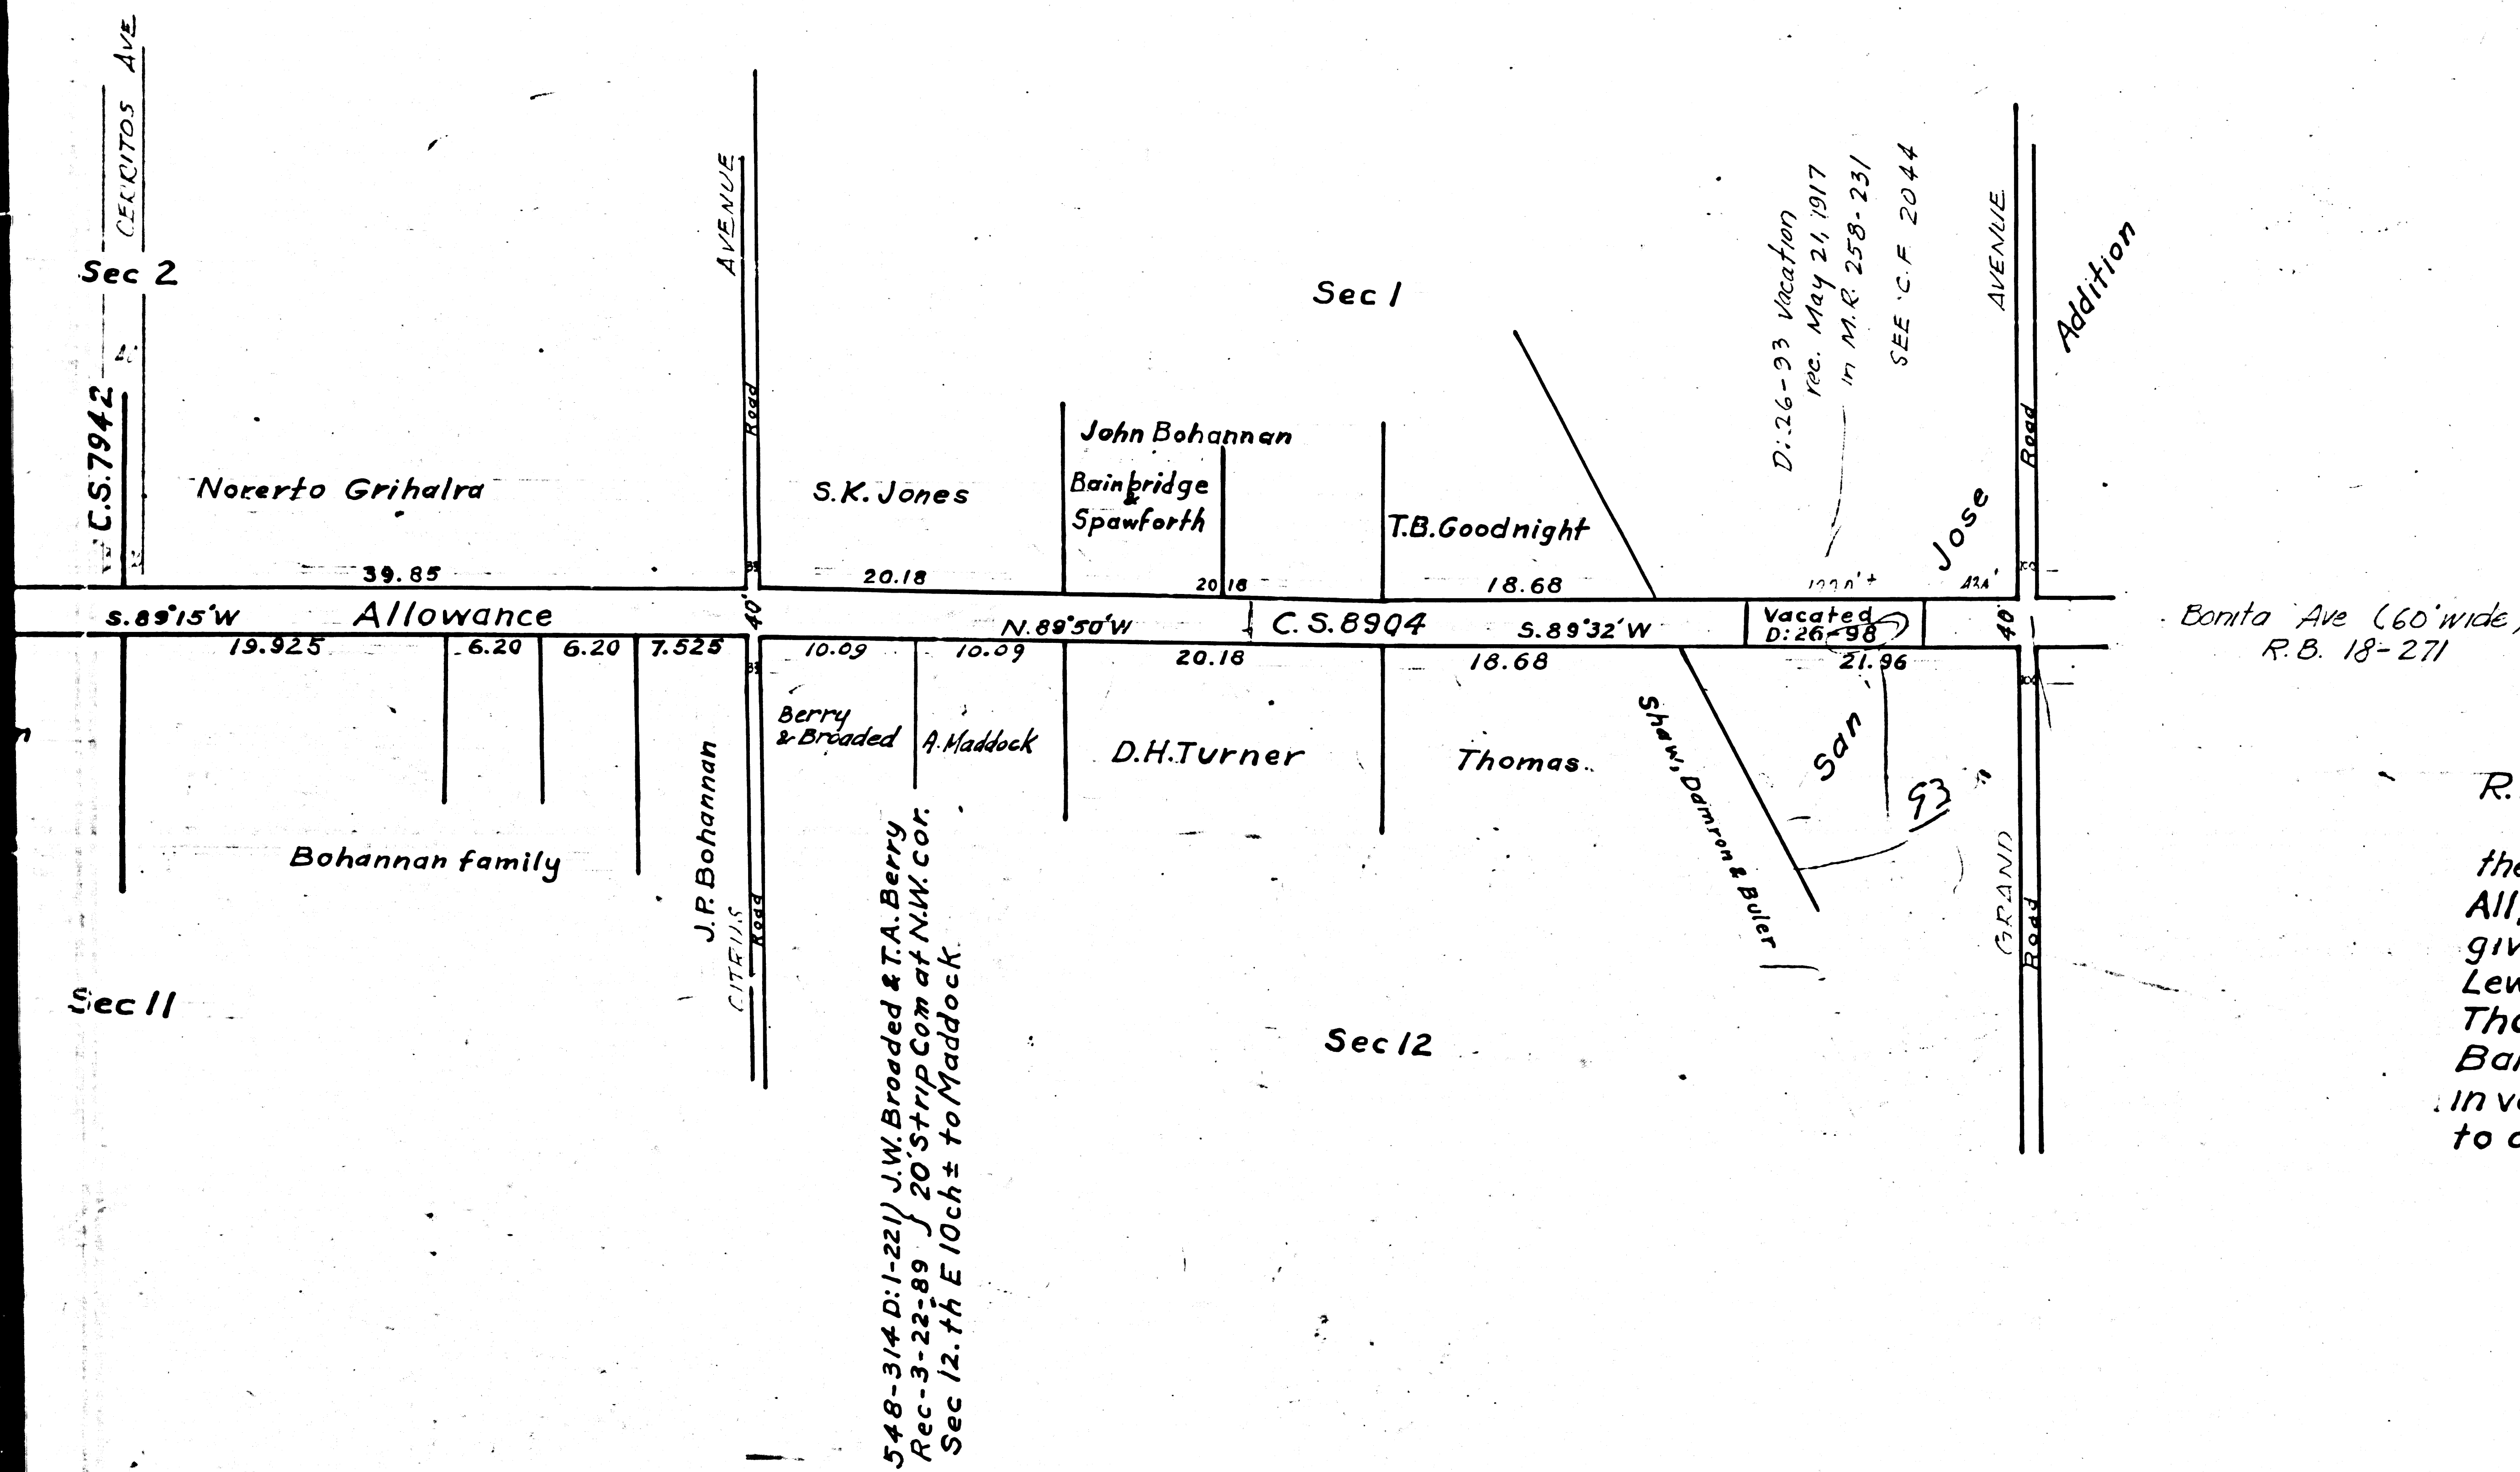 CERRITOS AVE
Sec 2
C.S.7942
Norerto Grihalra
39.85
AVENUE
Road
S.K. Jones
20.18
John Bohannan
Bainbridge
&
Spawforth
20.18
Sec 1
T.B. Goodnight
18.68
D:26-33 Vacation
rec. May 21, 1917
in M.R. 258-231
SEE C.F. 2044
AVENUE
Road
San Jose Addition
S.89°15'W
Allowance
40'
N.89°50'W
C.S.8904
S.89°32'W
Vacated
D:26-98
40'
Bonita Ave (60' wide)
R.B. 18-271
19.925
6.20
6.20
7.525
10.09
10.09
20.18
18.68
21.96
Bohannan family
J.P. Bohannan
CITRUS
Road
Berry
& Broaded
A. Maddock
D.H. Turner
Thomas
Shaw, Damron & Buler
93
GRAND
Road
Sec 11
Sec 12
548-314 D:1-221) J.W. Broaded & T.A. Berry
Rec-3-22-89 } 20' Strip Com at N.W. cor.
Sec 12. th E 10ch ± to Maddock.
R.
All
giv
Lew
in v
to